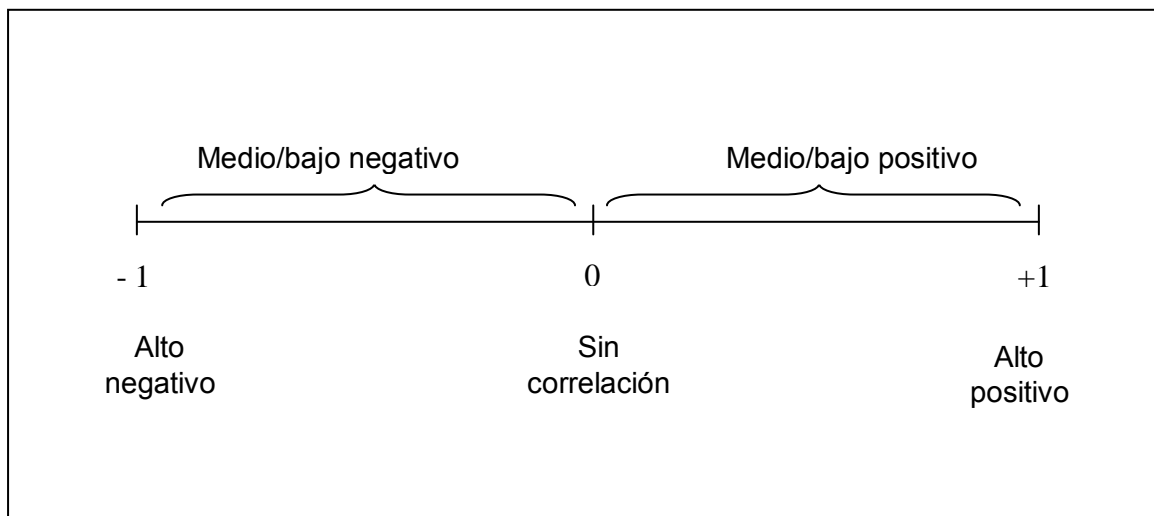 Medio/bajo negativo
Medio/bajo positivo
- 1
0
+1
Alto
negativo
Sin
correlación
Alto
positivo